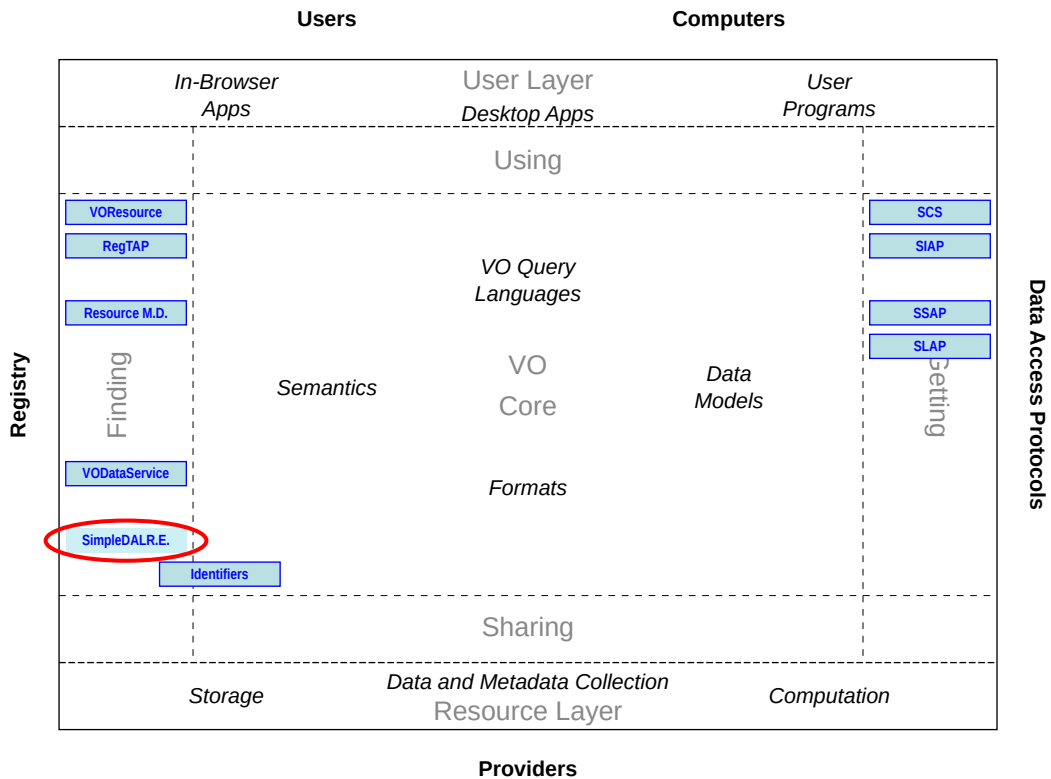 Users
Computers
In-Browser
Apps
User Layer
Desktop Apps
User
Programs
Using
VOResource
RegTAP
Resource M.D.
VODataService
SimpleDALR.E.
Identifiers
Registry
Finding
VO Query
Languages
Semantics
VO
Core
Data
Models
Formats
SCS
SIAP
SSAP
SLAP
Getting
Data Access Protocols
Sharing
Storage
Data and Metadata Collection
Resource Layer
Computation
Providers